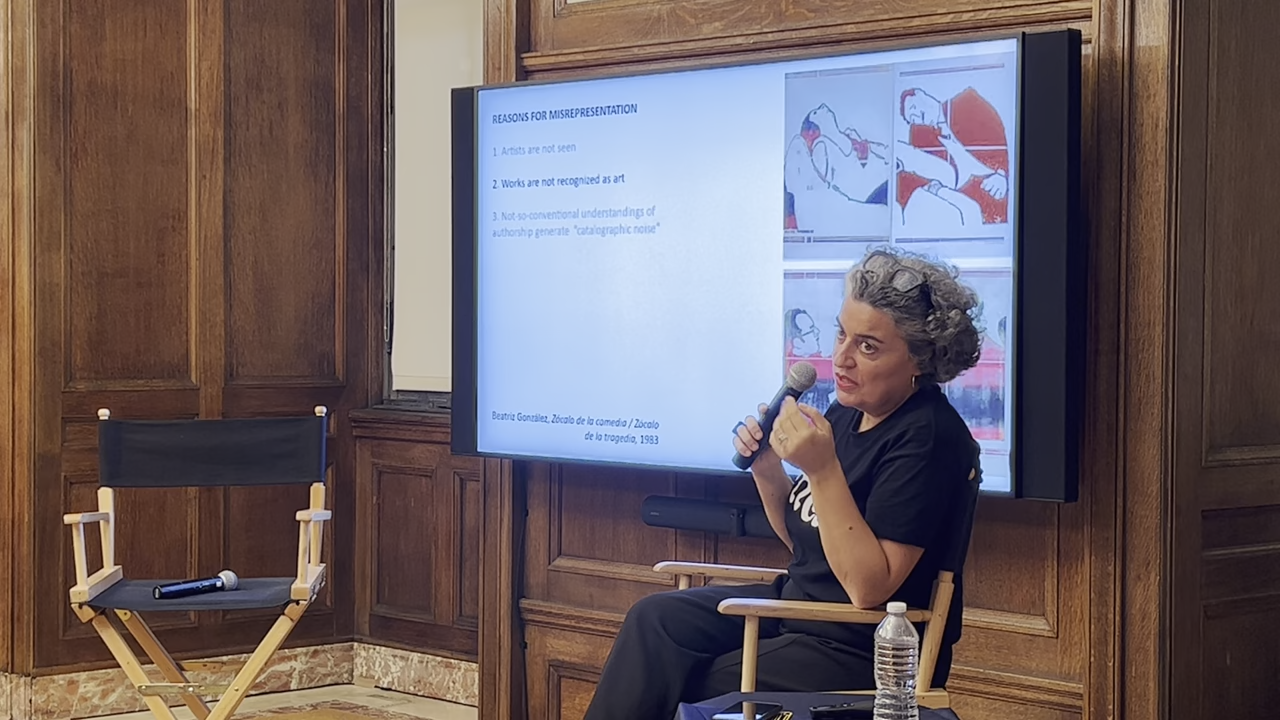 REASONS FOR MISREPRESENTATION
1. Artists are not seen
2. Works are not recognized as art
3. Not-so-conventional understandings of
authorship generate "catalographic noise"
Beatriz González, Zócalo de la comedia / Zócalo
de la tragedia, 1983